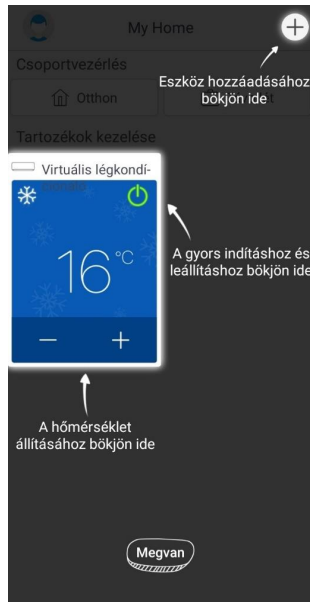 My Home
Csoportvezérlés
Eszköz hozzáadásához
bökjön ide
Otthon
Tartozékok kezelése
Virtuális légkondi-
16 °C
A gyors indításhoz és
leállításhoz bökjön ide
A hőmérséklet
állításához bökjön ide
Megvan